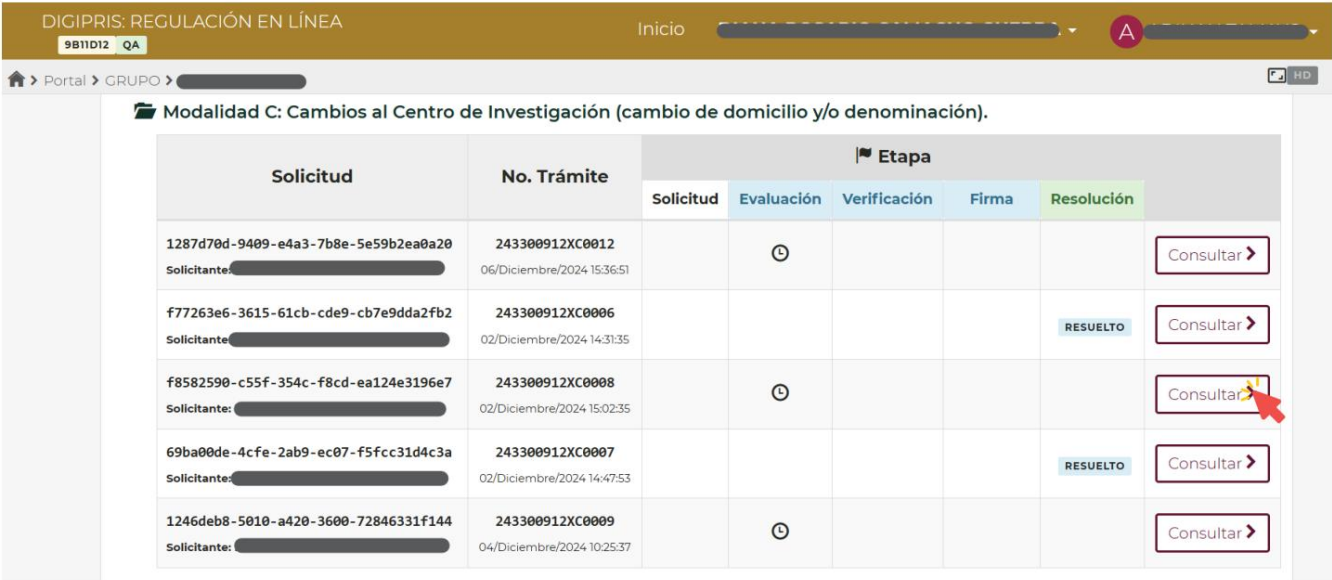 DIGIPRIS: REGULACIÓN EN LÍNEA
Inicio
A
9B11D12 QA
Portal > GRUPO >
HD
Modalidad C: Cambios al Centro de Investigación (cambio de domicilio y/o denominación).
Solicitud No. Trámite Etapa
Solicitud Evaluación Verificación Firma Resolución
1287d70d-9409-e4a3-7b8e-5e59b2ea0a20 243300912XC0012
Solicitante: 06/Diciembre/2024 15:36:51 Consultar
f77263e6-3615-61cb-cde9-cb7e9dda2fb2 243300912XC0006
Solicitante 02/Diciembre/2024 14:31:35 RESUELTO Consultar
f8582590-c55f-354c-f8cd-ea124e3196e7 243300912XC0008
Solicitante: 02/Diciembre/2024 15:02:35 Consultar
69ba00de-4cfe-2ab9-ec07-f5fcc31d4c3a 243300912XC0007
Solicitante: 02/Diciembre/2024 14:47:53 RESUELTO Consultar
1246deb8-5010-a420-3600-72846331f144 243300912XC0009
Solicitante: 04/Diciembre/2024 10:25:37 Consultar